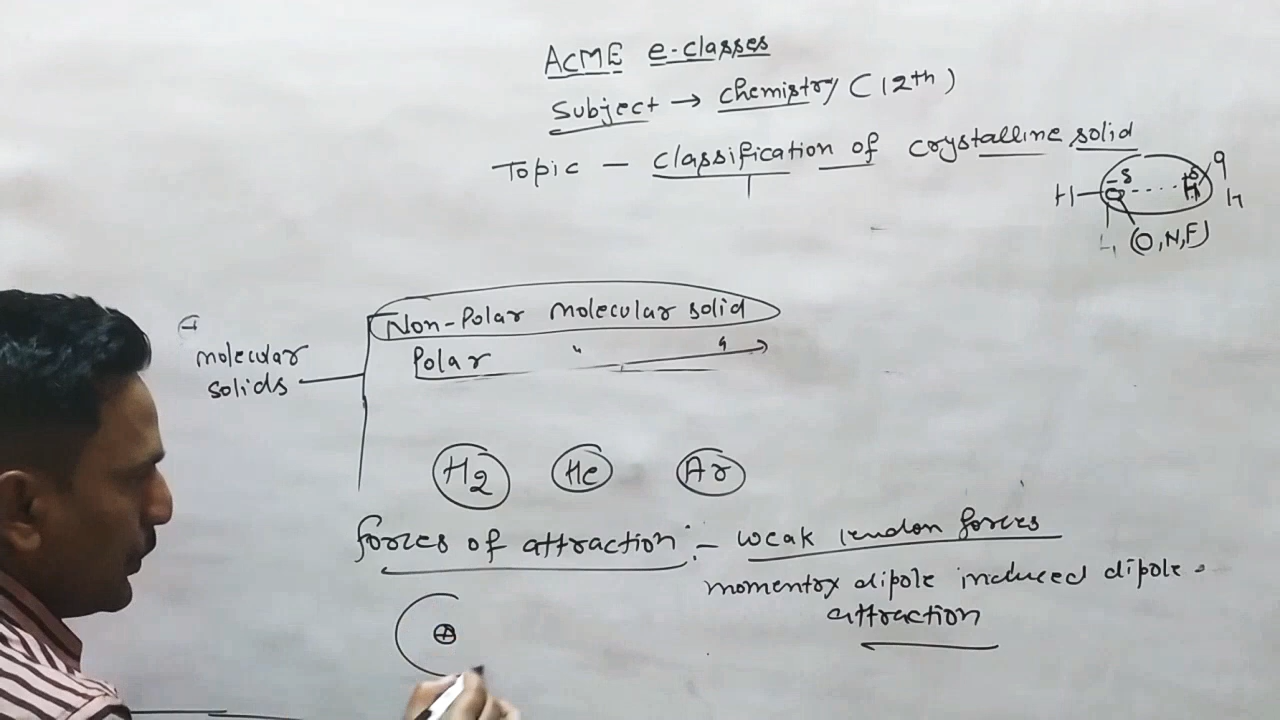 AcME e-classes
Subject → chemistry (12th)
Topic - classification of crystalline solid
-δ +δ
H H H
(O,N,F)
Non-Polar molecular solid
Polar " "
molecular
solids
H2 He Ar
forces of attraction :- weak london forces
momentry dipole induced dipole
attraction
+